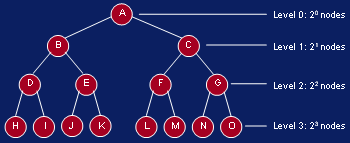 A
Level 0: 2⁰ nodes
B
C
Level 1: 2¹ nodes
D
E
F
G
Level 2: 2² nodes
H
I
J
K
L
M
N
O
Level 3: 2³ nodes